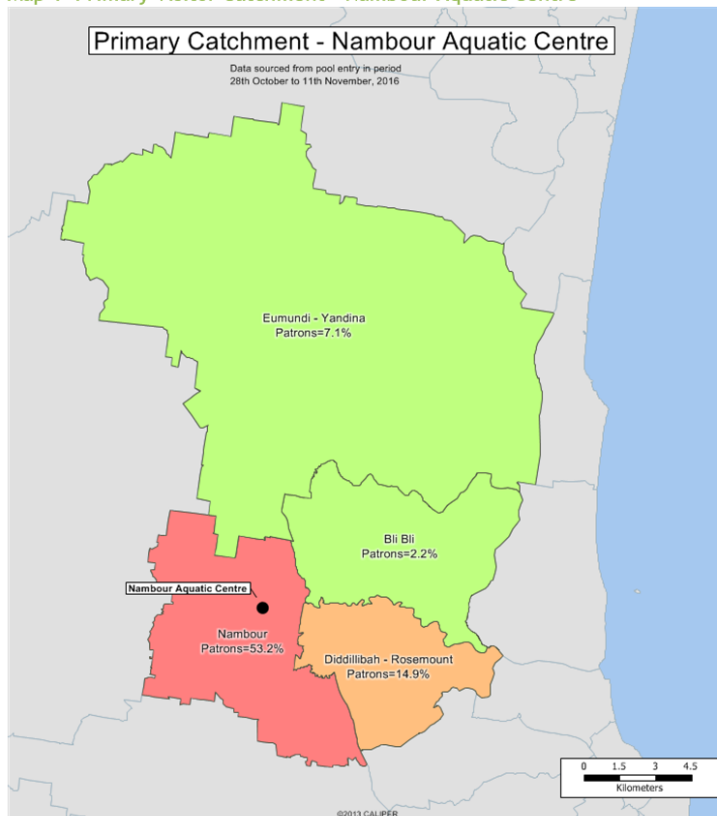 Primary Catchment - Nambour Aquatic Centre
Data sourced from pool entry in period
28th October to 11th November, 2016
Eumundi - Yandina
Patrons=7.1%
Bli Bli
Patrons=2.2%
Nambour Aquatic Centre
Nambour
Patrons=53.2%
Diddillibah - Rosemount
Patrons=14.9%
0 1.5 3 4.5
Kilometers
©2013 CALIPER